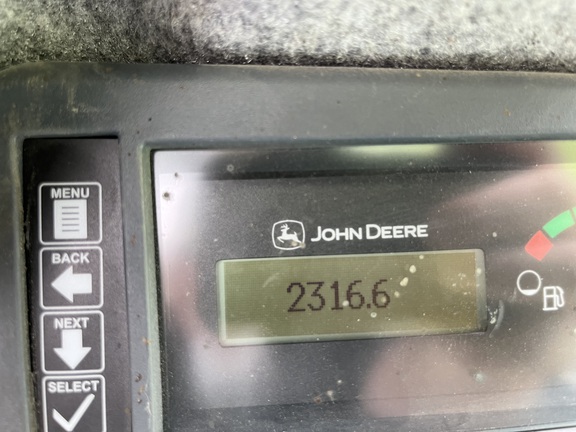 MENU
BACK
NEXT
SELECT
JOHN DEERE
2316.6